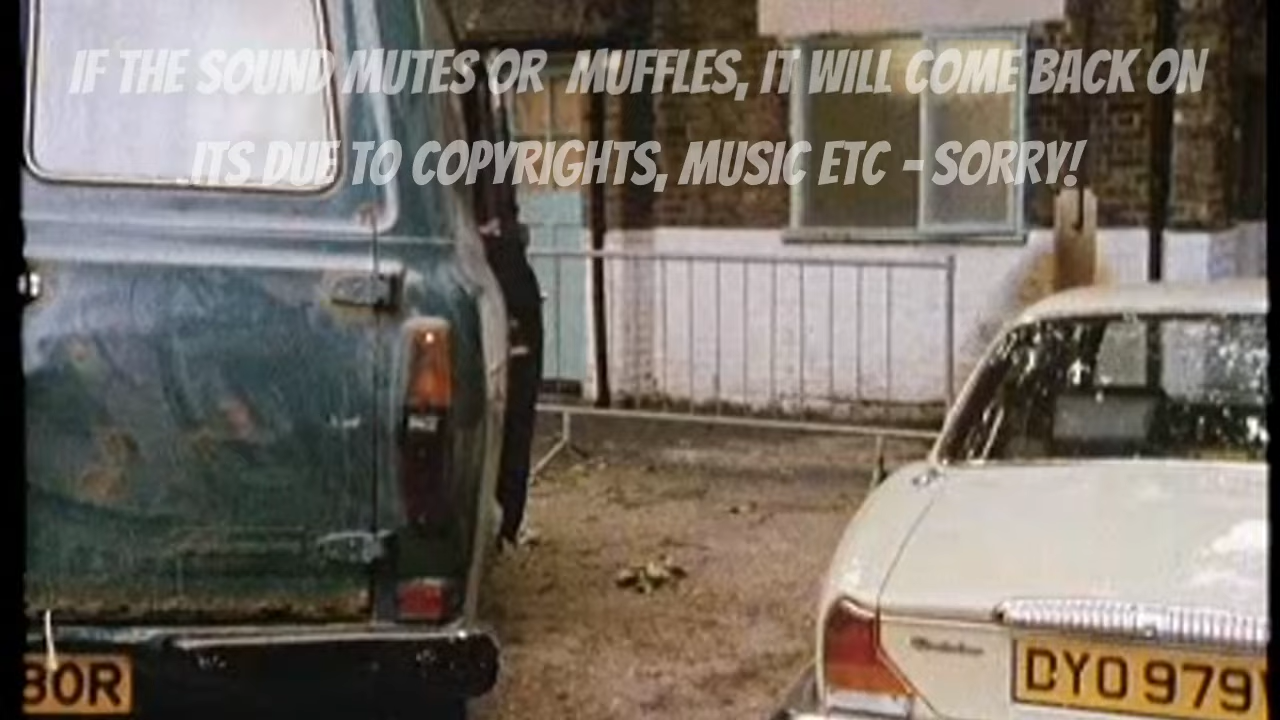 IF THE SOUND MUTES OR MUFFLES, IT WILL COME BACK ON
.ITS DUE TO COPYRIGHTS, MUSIC ETC - SORRY!
BOR
DYO 979